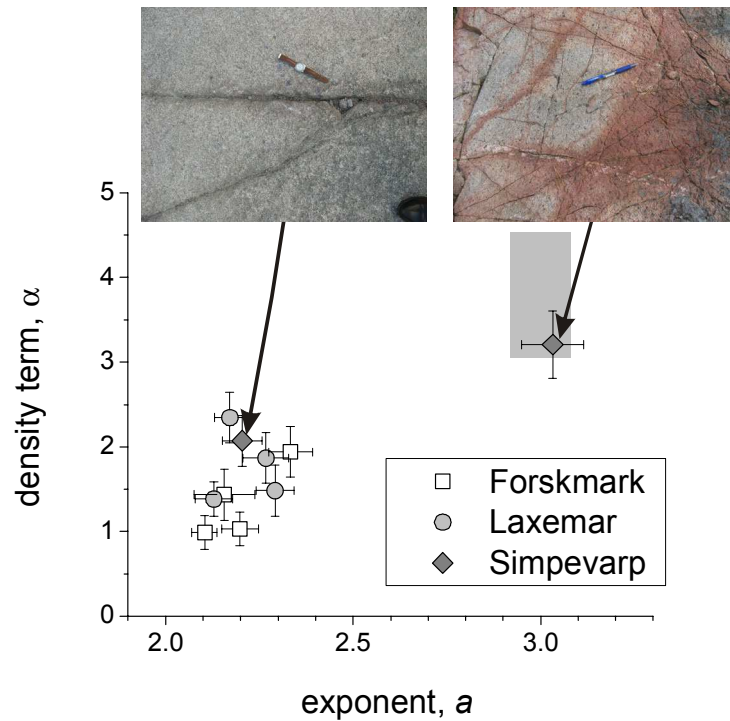 5
4
3
2
1
0
density term, α
2.0
2.5
3.0
exponent, a
Forskmark
Laxemar
Simpevarp